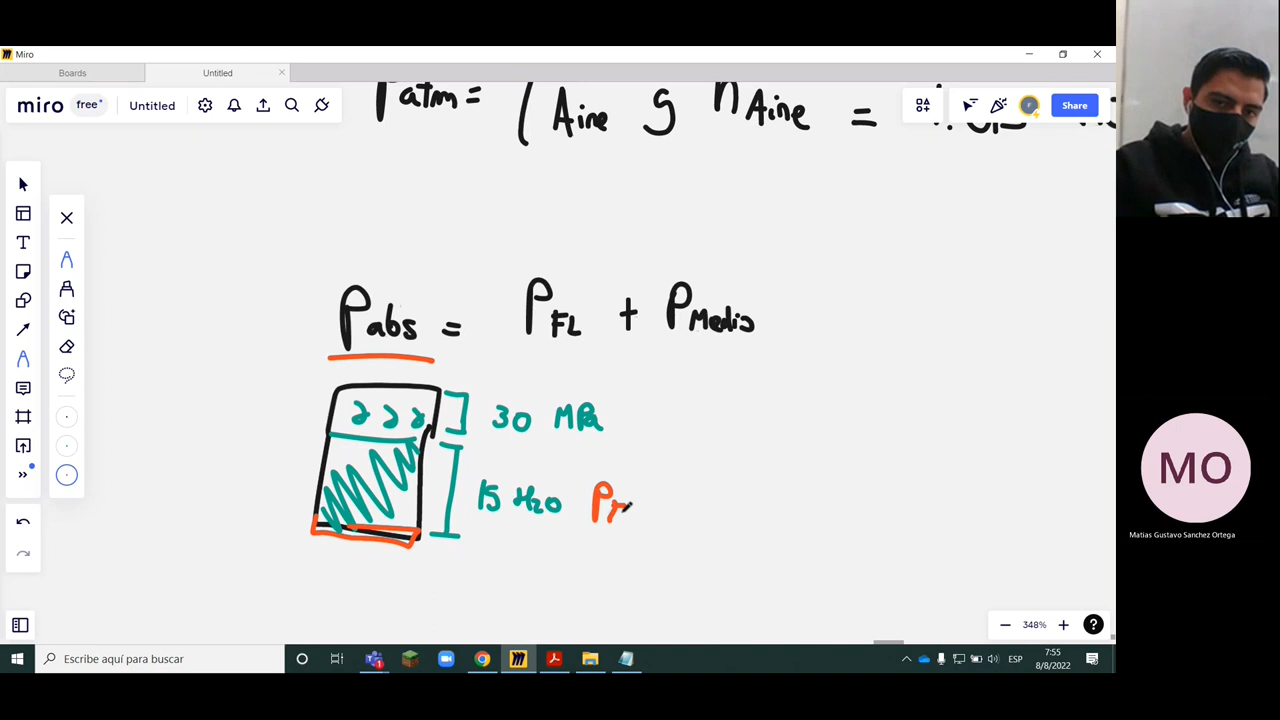 Miro
Boards
Untitled
miro
free
Untitled
Share
Patm =
Aire g hAire =
Pabs = PFL + PMedio
30 MPa
15 H2O
348%
MO
Matias Gustavo Sanchez Ortega
Escribe aquí para buscar
ESP
7:55
8/8/2022